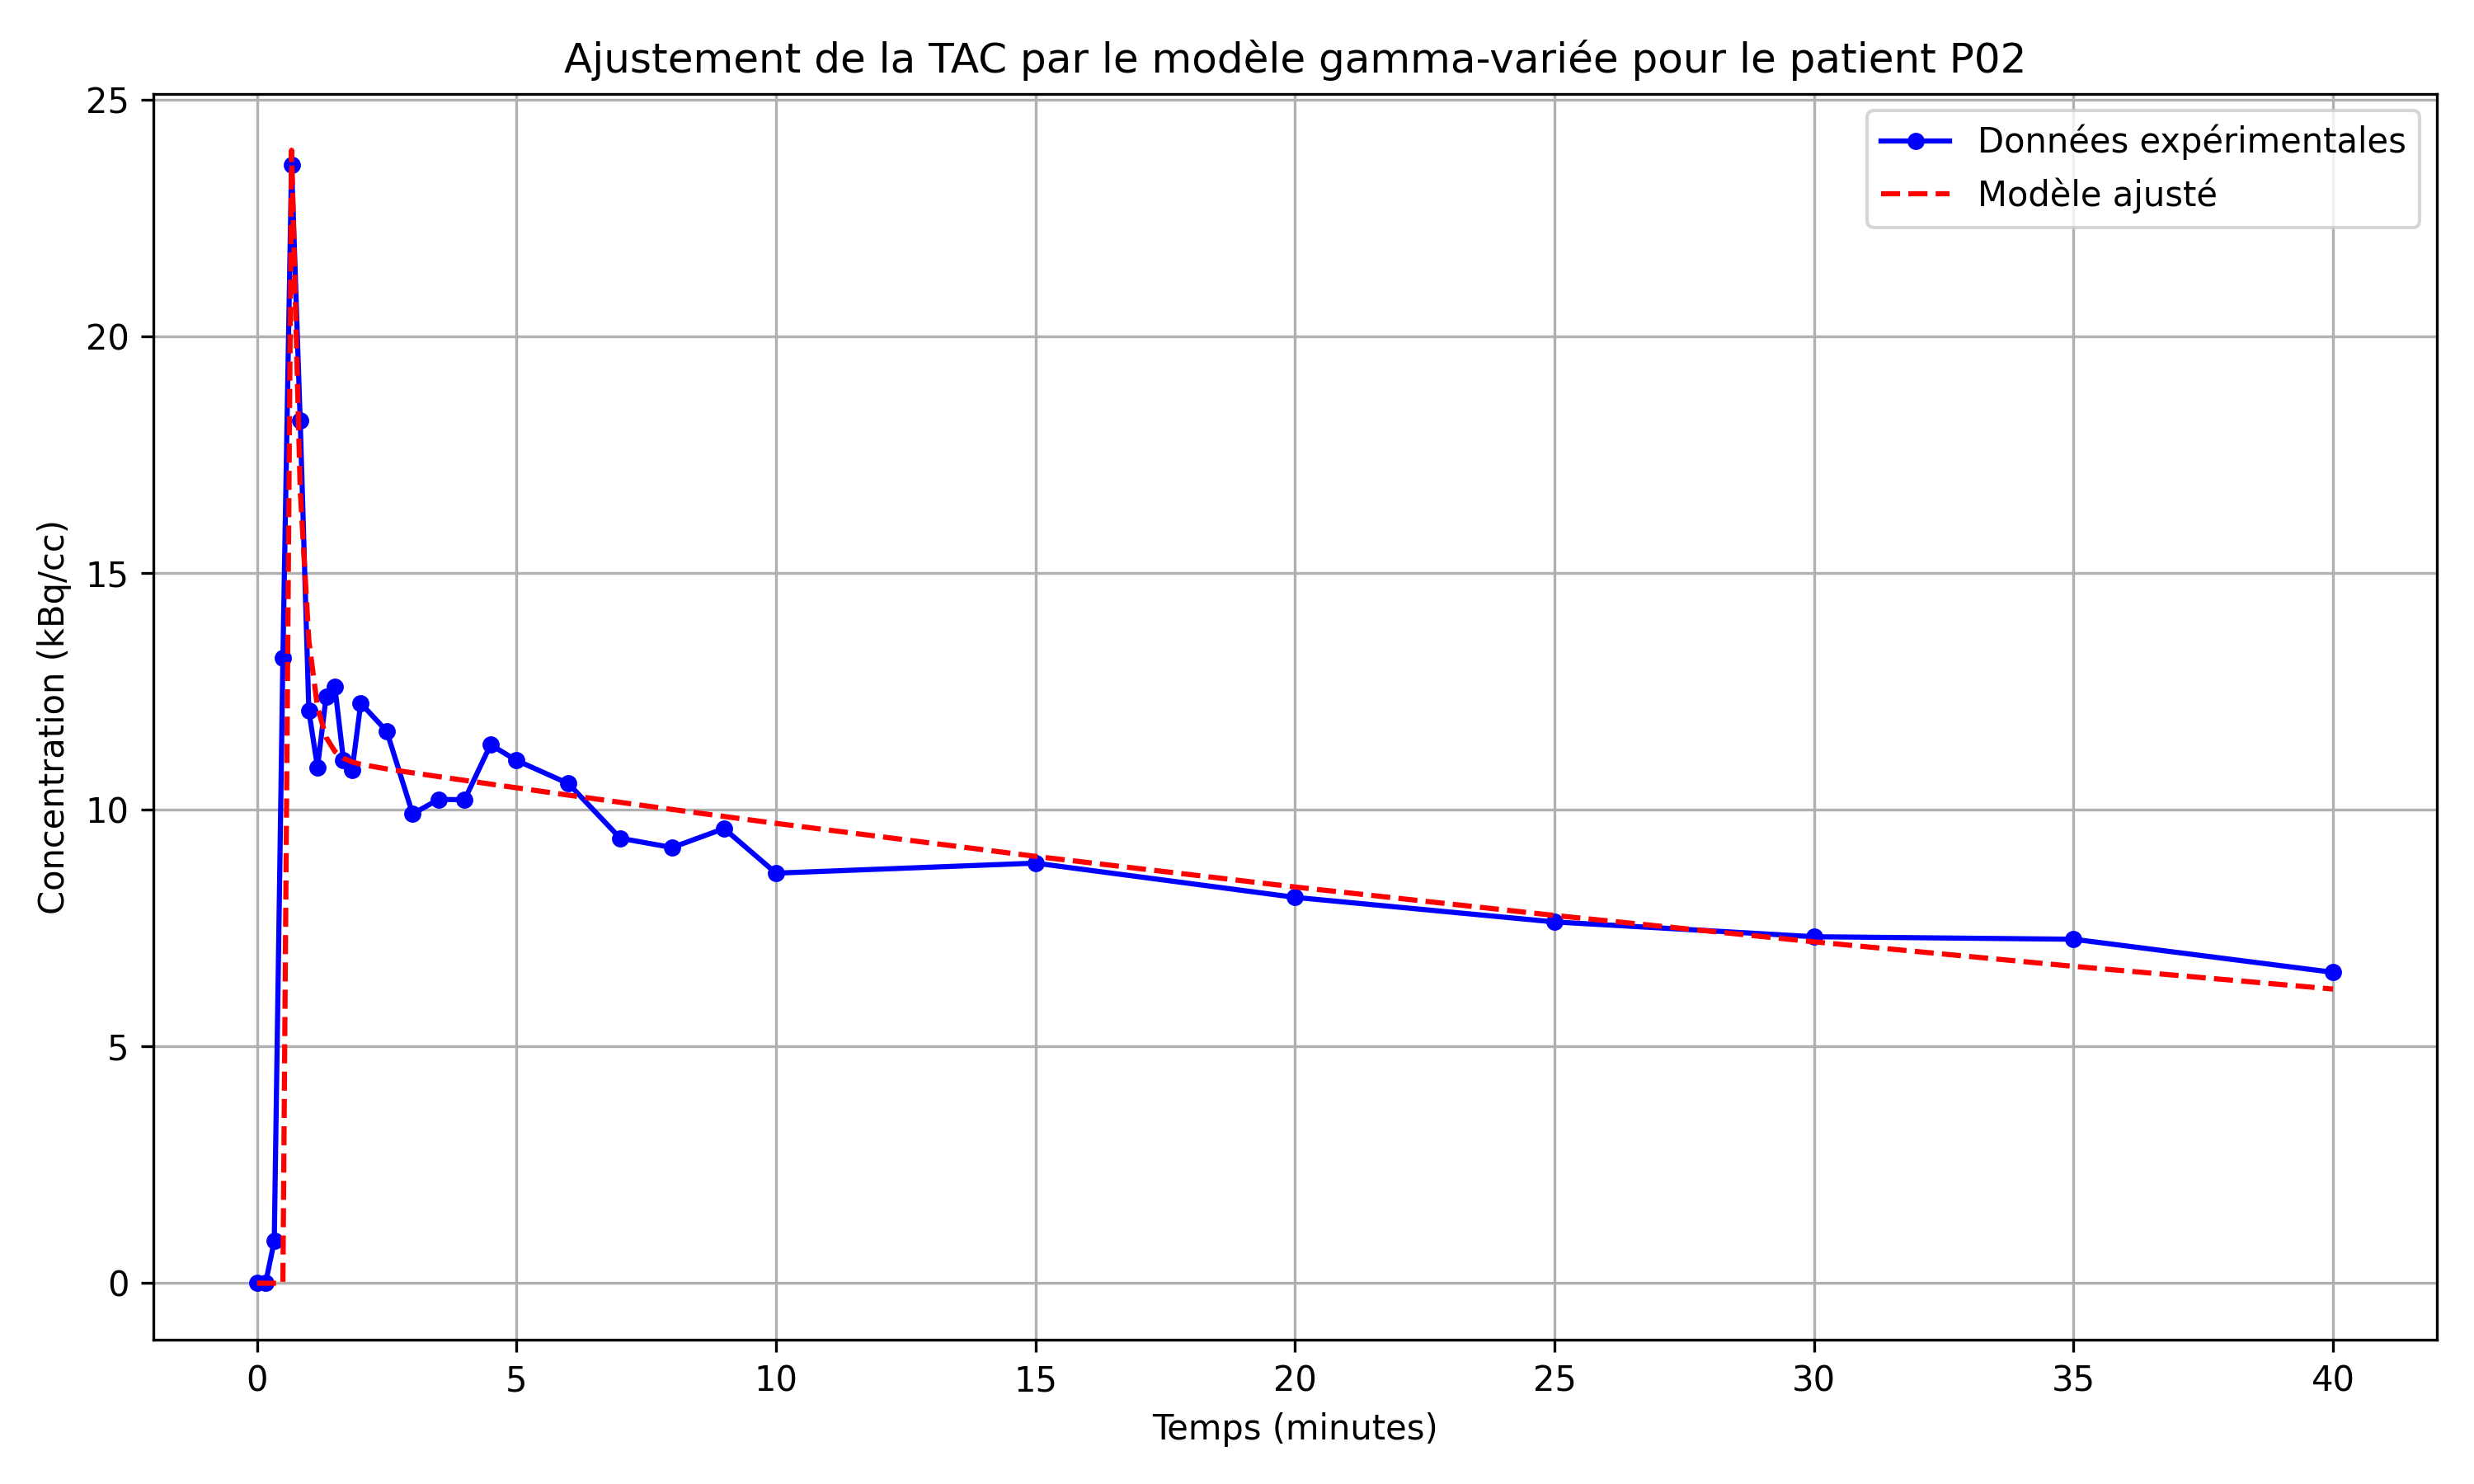 Ajustement de la TAC par le modèle gamma-variée pour le patient P02
Données expérimentales
Modèle ajusté
Concentration (kBq/cc)
25
20
15
10
5
0
0 5 10 15 20 25 30 35 40
Temps (minutes)